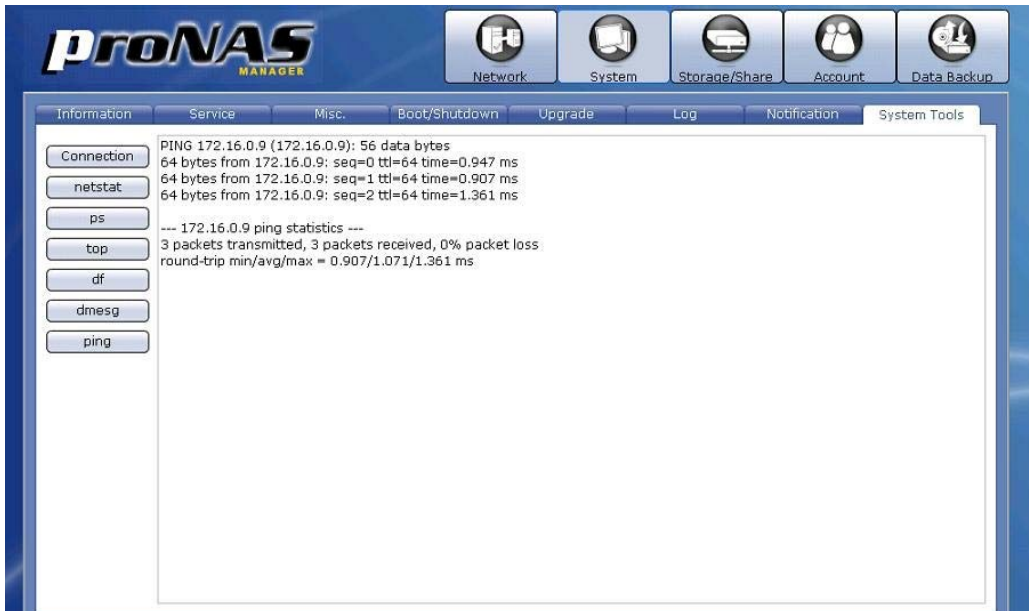 proNAS
MANAGER
Network
System
Storage/Share
Account
Data Backup
Information
Service
Misc.
Boot/Shutdown
Upgrade
Log
Notification
System Tools
Connection
netstat
ps
top
df
dmesg
ping
PING 172.16.0.9 (172.16.0.9): 56 data bytes
64 bytes from 172.16.0.9: seq=0 ttl=64 time=0.947 ms
64 bytes from 172.16.0.9: seq=1 ttl=64 time=0.907 ms
64 bytes from 172.16.0.9: seq=2 ttl=64 time=1.361 ms
--- 172.16.0.9 ping statistics ---
3 packets transmitted, 3 packets received, 0% packet loss
round-trip min/avg/max = 0.907/1.071/1.361 ms